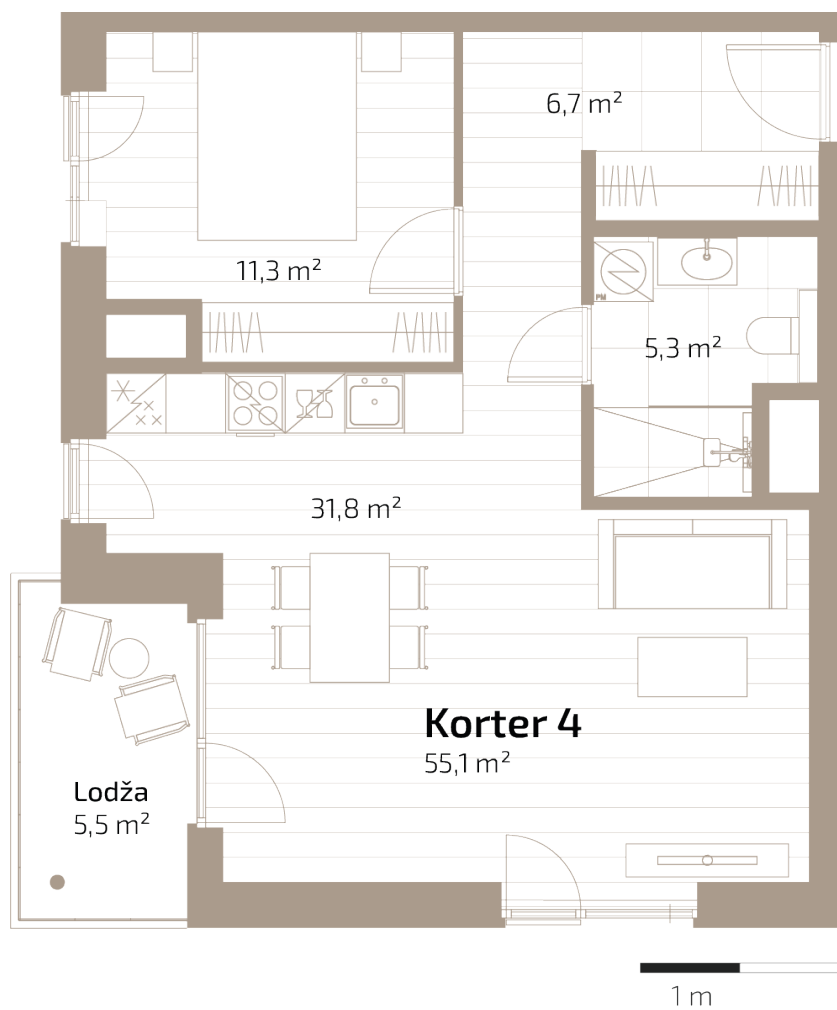 6,7 m²
11,3 m²
PM
5,3 m²
31,8 m²
Korter 4
55,1 m²
Lodža
5,5 m²
1 m